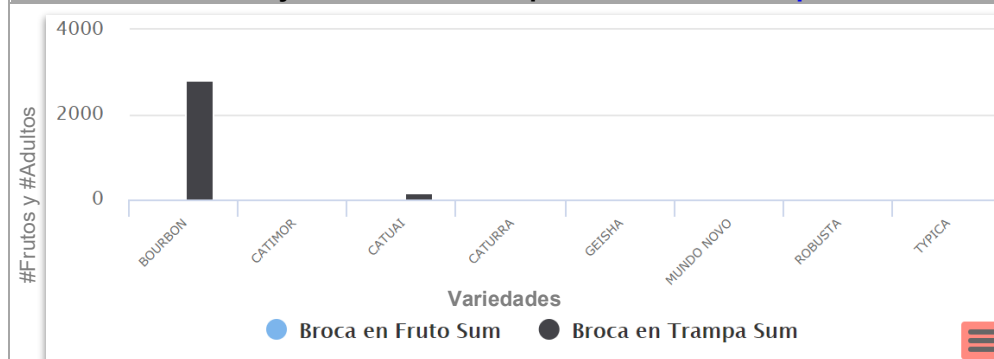 4000
2000
0
#Frutos y #Adultos
BOURBON
CATIMOR
CATUAI
CATURRA
GEISHA
MUNDO NOVO
ROBUSTA
TYPICA
Variedades
Broca en Fruto Sum
Broca en Trampa Sum